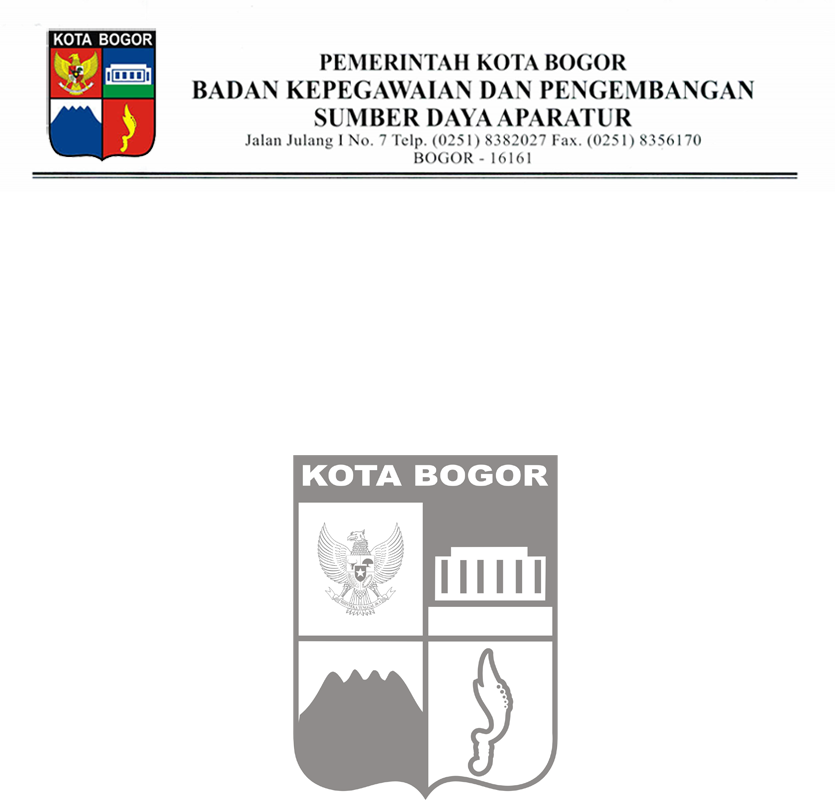 KOTA BOGOR
PEMERINTAH KOTA BOGOR
BADAN KEPEGAWAIAN DAN PENGEMBANGAN
SUMBER DAYA APARATUR
Jalan Julang I No. 7 Telp. (0251) 8382027 Fax. (0251) 8356170
BOGOR - 16161
KOTA BOGOR